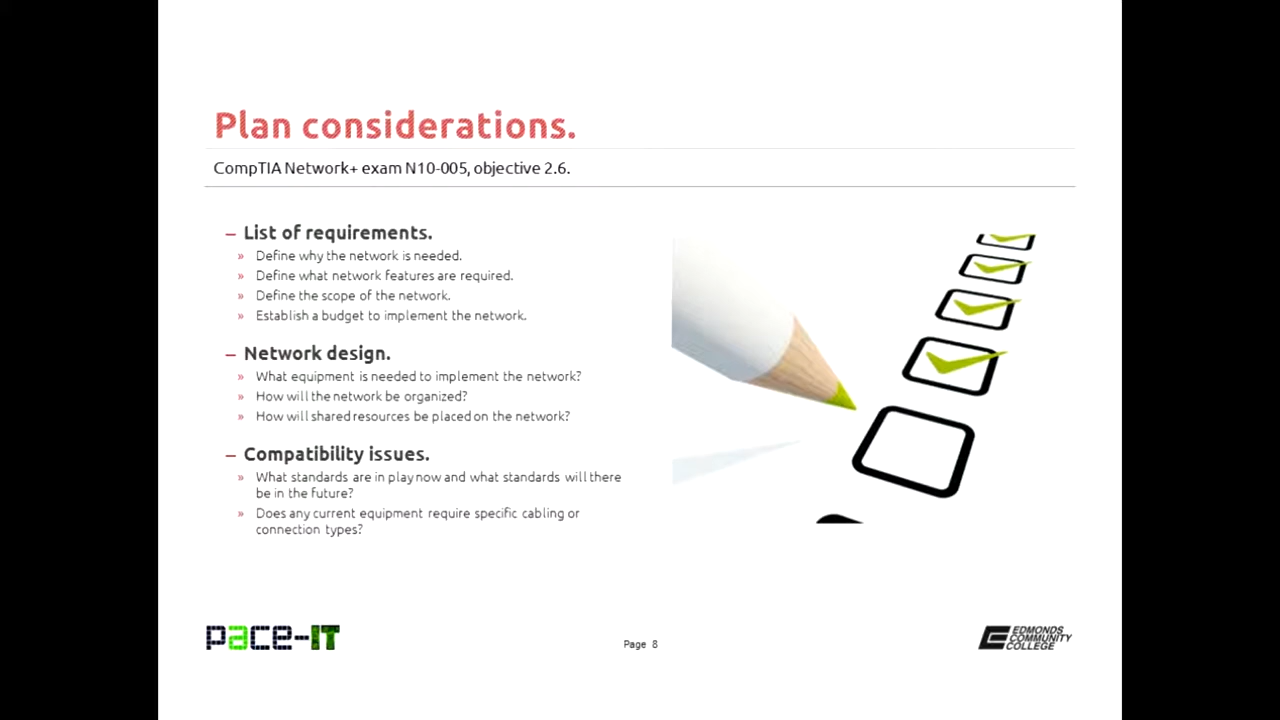 Plan considerations.
CompTIA Network+ exam N10-005, objective 2.6.
– List of requirements.
» Define why the network is needed.
» Define what network features are required.
» Define the scope of the network.
» Establish a budget to implement the network.
– Network design.
» What equipment is needed to implement the network?
» How will the network be organized?
» How will shared resources be placed on the network?
– Compatibility issues.
» What standards are in play now and what standards will there
be in the future?
» Does any current equipment require specific cabling or
connection types?
pace-IT
Page 8
EDMONDS
COMMUNITY
COLLEGE